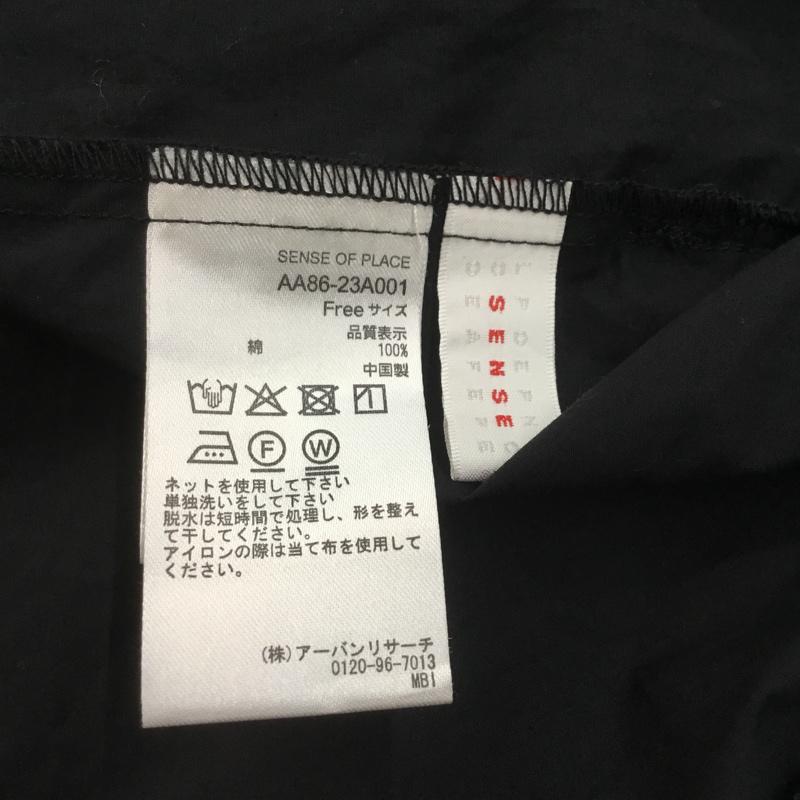 SENSE OF PLACE
AA86-23A001
Freeサイズ
品質表示
綿 100%
中国製
F W
ネットを使用して下さい
単独洗いをして下さい
脱水は短時間で処理し、形を整え
て干してください。
アイロンの際は当て布を使用して
ください。
(株)アーバンリサーチ
0120-96-7013
MBI
SENSE